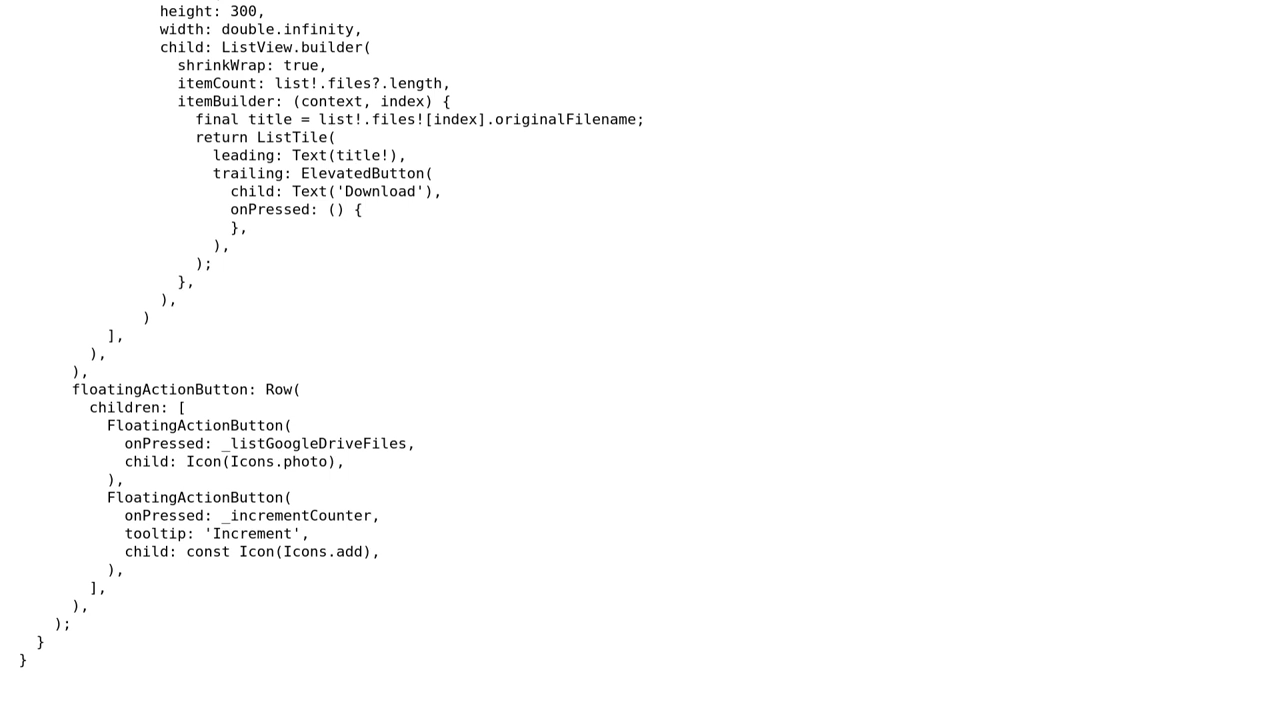 height: 300,
width: double.infinity,
child: ListView.builder(
shrinkWrap: true,
itemCount: list!.files?.length,
itemBuilder: (context, index) {
final title = list!.files![index].originalFilename;
return ListTile(
leading: Text(title!),
trailing: ElevatedButton(
child: Text('Download'),
onPressed: () {
},
),
);
},
),
)
],
),
),
floatingActionButton: Row(
children: [
FloatingActionButton(
onPressed: _listGoogleDriveFiles,
child: Icon(Icons.photo),
),
FloatingActionButton(
onPressed: _incrementCounter,
tooltip: 'Increment',
child: const Icon(Icons.add),
),
],
),
);
}
}